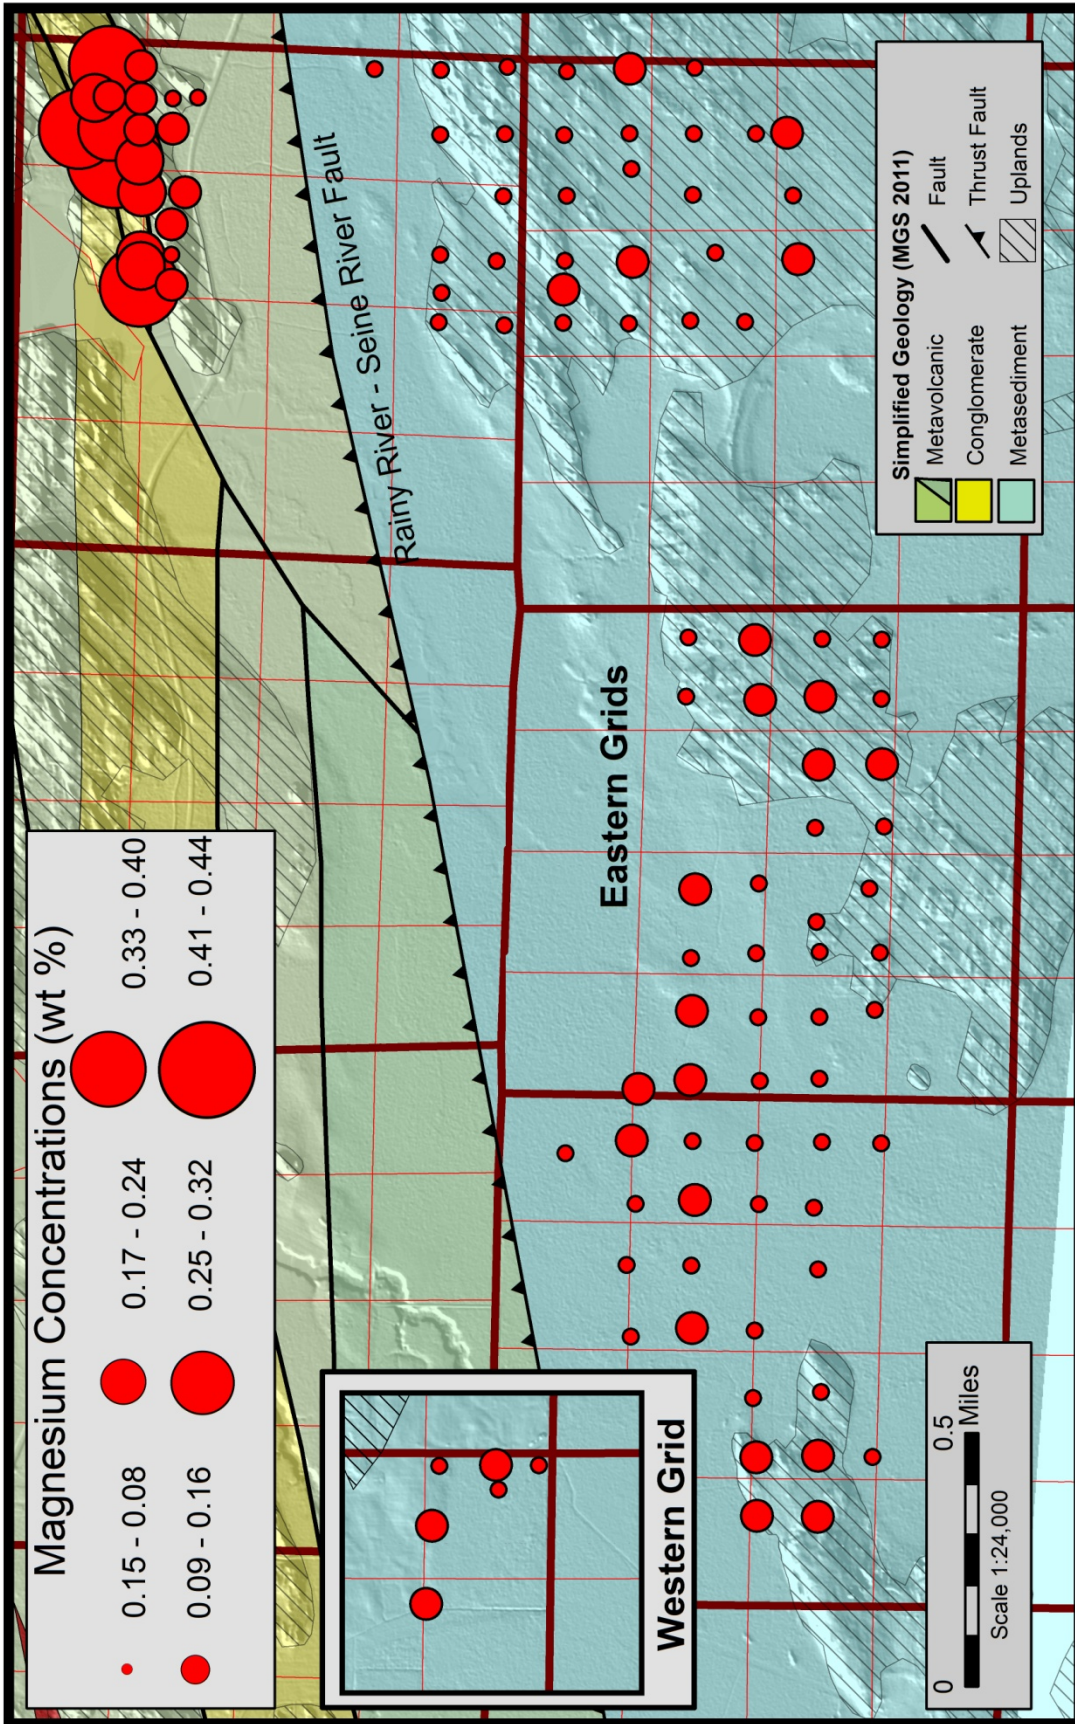 Magnesium Concentrations (wt %)
0.15 - 0.08
0.17 - 0.24
0.33 - 0.40
0.09 - 0.16
0.25 - 0.32
0.41 - 0.44
Rainy River - Seine River Fault
Eastern Grids
Western Grid
0
0.5
Miles
Scale 1:24,000
Simplified Geology (MGS 2011)
Metavolcanic
Fault
Conglomerate
Thrust Fault
Metasediment
Uplands